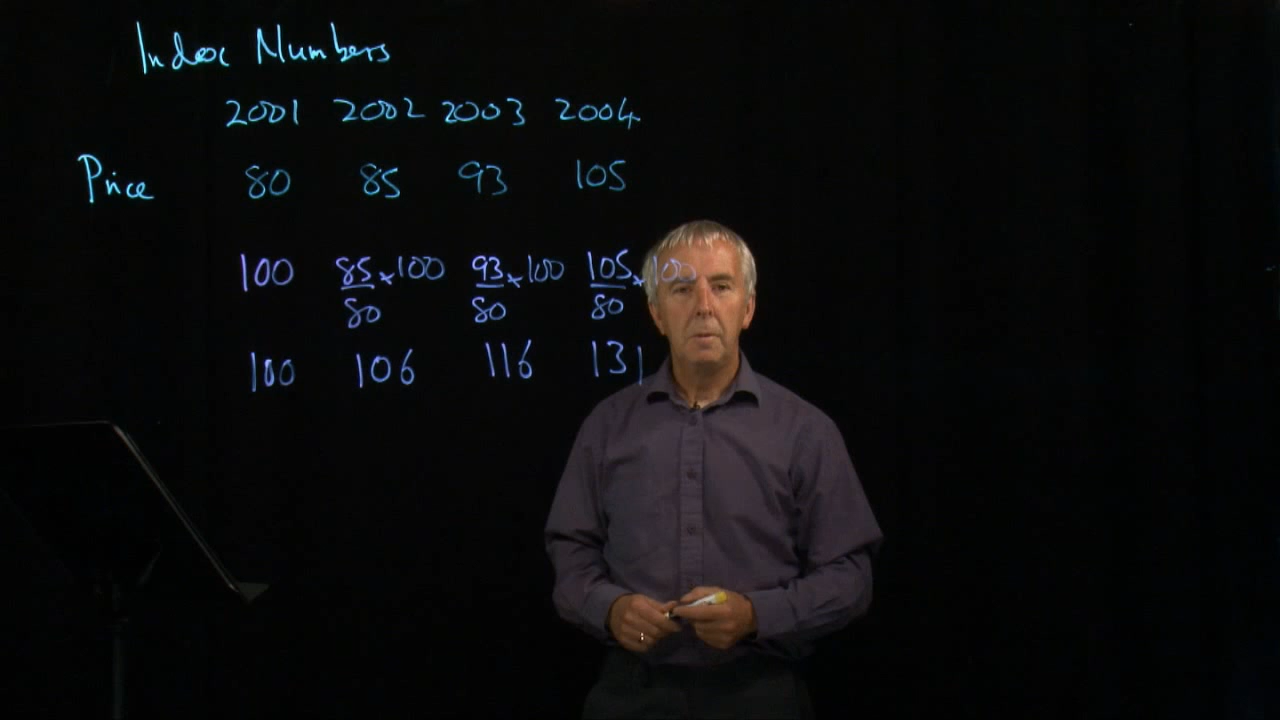 Index Numbers
2001 2002 2003 2004
Price 80 85 93 105
100 85/80 × 100 93/80 × 100 105/80 × 100
100 106 116 131